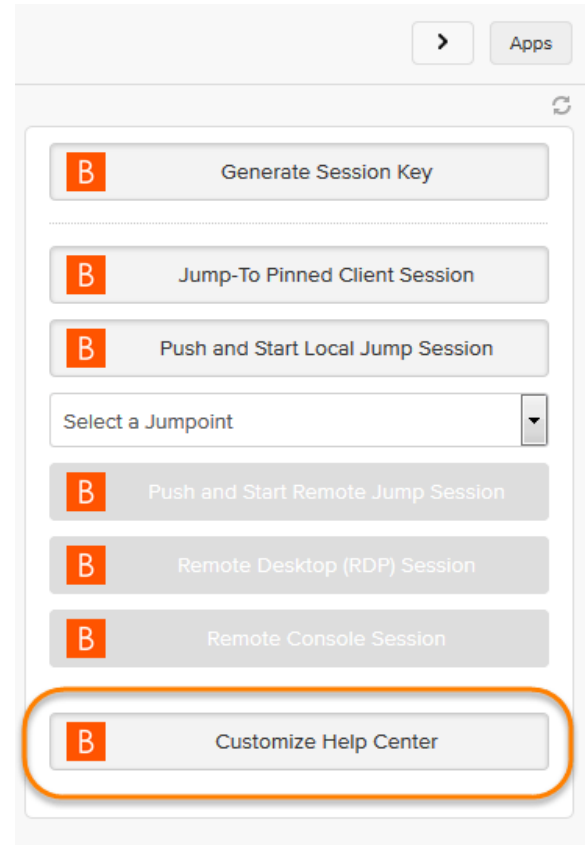 Apps
B Generate Session Key
B Jump-To Pinned Client Session
B Push and Start Local Jump Session
Select a Jumpoint
B Push and Start Remote Jump Session
B Remote Desktop (RDP) Session
B Remote Console Session
B Customize Help Center